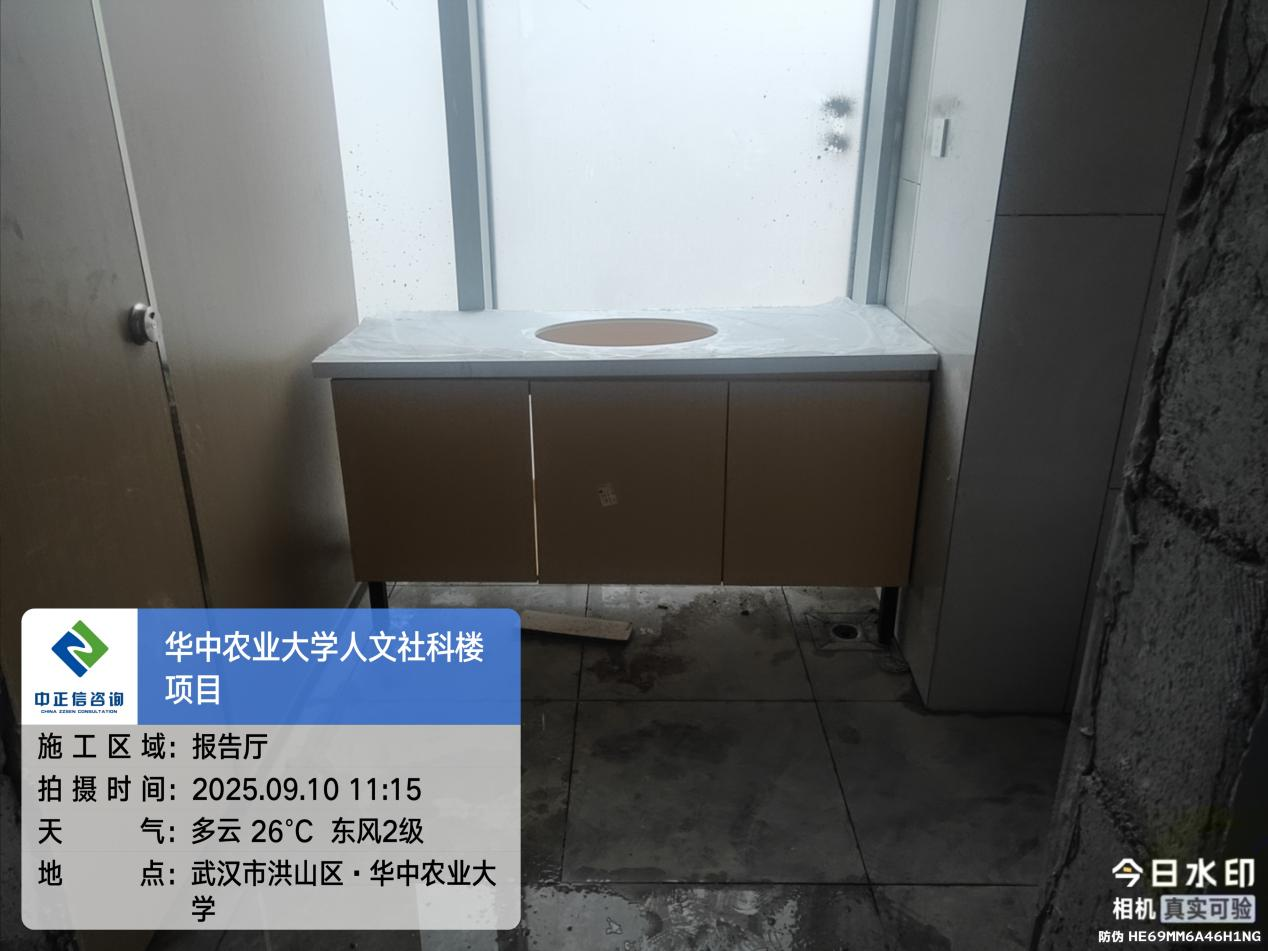 中正信咨询
CHINA ZZSEN CONSULTATION
华中农业大学人文社科楼
项目
施工区域：报告厅
拍摄时间：2025.09.10 11:15
天气：多云 26℃ 东风2级
地点：武汉市洪山区·华中农业大
学
今日水印
相机 真实可验
防伪 HE69MM6A46H1NG